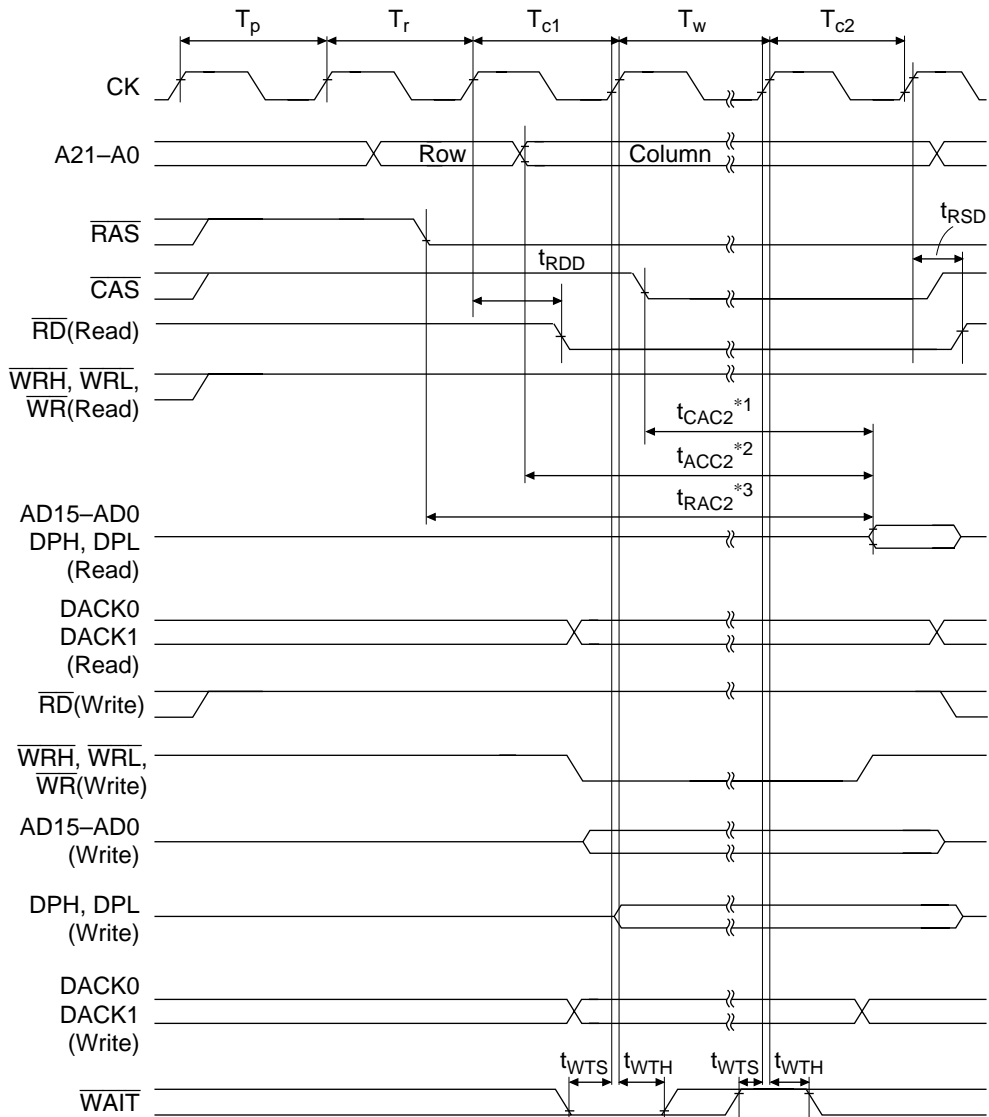 Tp Tr Tc1 Tw Tc2
CK
A21–A0 Row Column
RAS
tRSD
tRDD
CAS
RD(Read)
WRH, WRL,
WR(Read)
tCAC2*1
tACC2*2
tRAC2*3
AD15–AD0
DPH, DPL
(Read)
DACK0
DACK1
(Read)
RD(Write)
WRH, WRL,
WR(Write)
AD15–AD0
(Write)
DPH, DPL
(Write)
DACK0
DACK1
(Write)
tWTS tWTH tWTS tWTH
WAIT